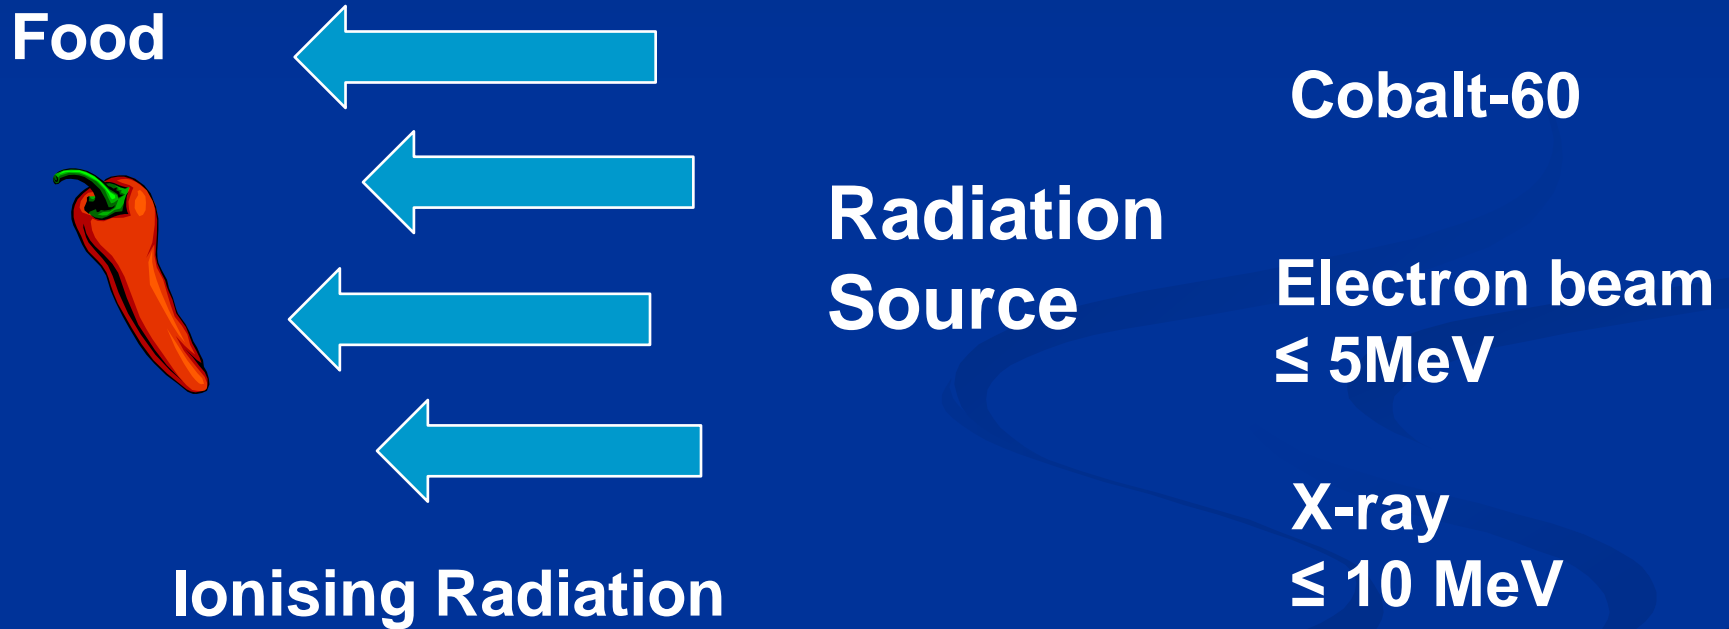 Food
Ionising Radiation
Radiation
Source
Cobalt-60
Electron beam
≤ 5MeV
X-ray
≤ 10 MeV